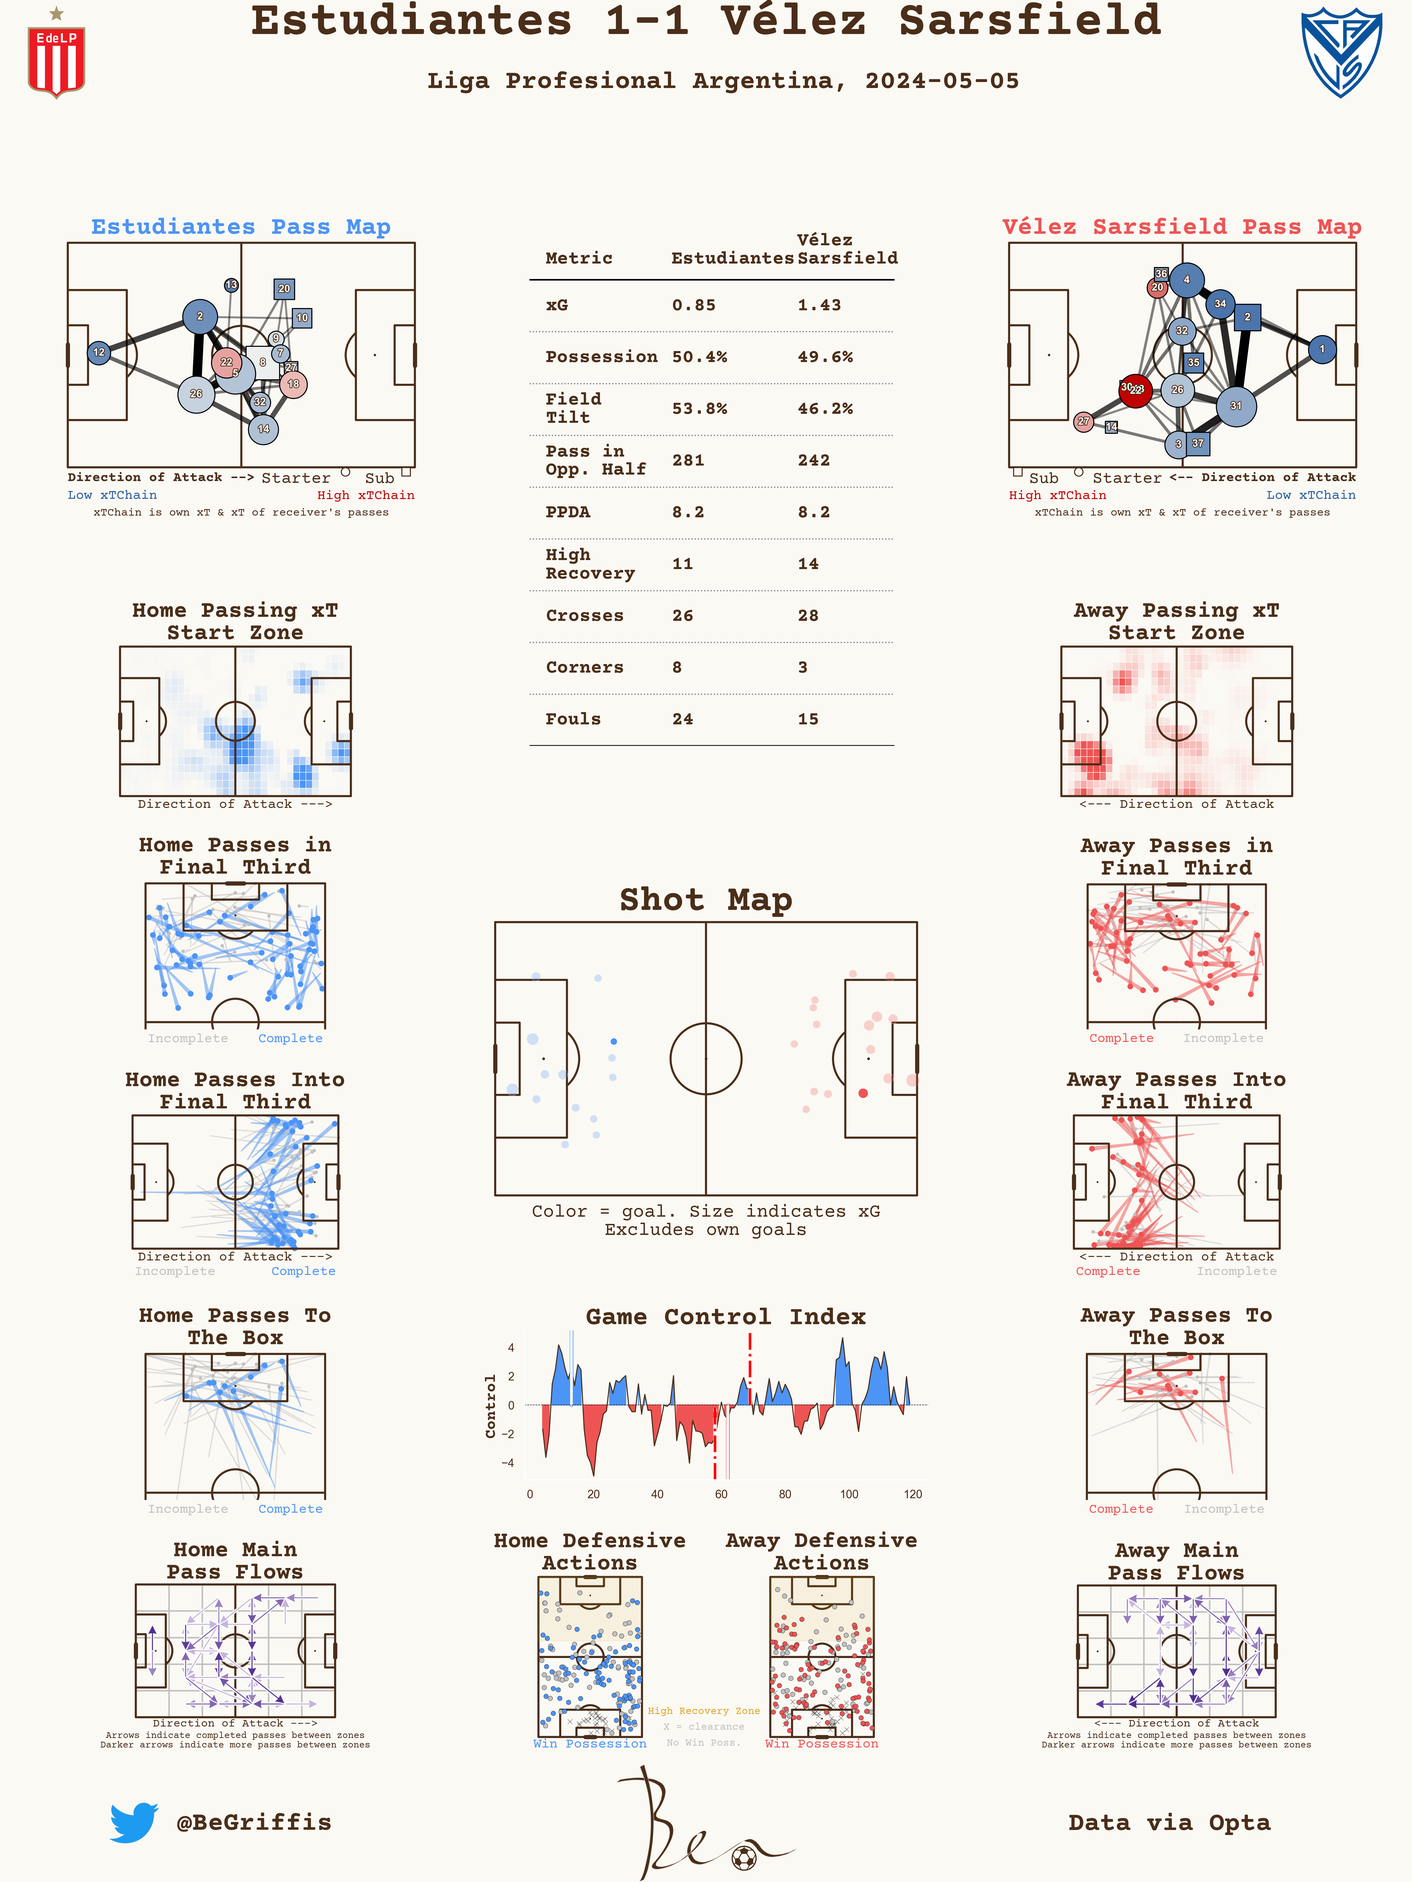 Estudiantes 1-1 Vélez Sarsfield
Liga Profesional Argentina, 2024-05-05
EdeLP
Estudiantes Pass Map
13
20
2
10
9
12
7
22
8
5
27
18
26
32
14
Direction of Attack --> Starter Sub
Low xTChain High xTChain
xTChain is own xT & xT of receiver's passes
Metric Estudiantes Vélez Sarsfield
xG 0.85 1.43
Possession 50.4% 49.6%
Field Tilt 53.8% 46.2%
Pass in Opp. Half 281 242
PPDA 8.2 8.2
High Recovery 11 14
Crosses 26 28
Corners 8 3
Fouls 24 15
Vélez Sarsfield Pass Map
36
4
20
34
2
32
1
35
22
26
31
27
14
3
37
Sub Starter <-- Direction of Attack
High xTChain Low xTChain
xTChain is own xT & xT of receiver's passes
Home Passing xT
Start Zone
Direction of Attack --->
Away Passing xT
Start Zone
<--- Direction of Attack
Home Passes in
Final Third
Incomplete Complete
Away Passes in
Final Third
Complete Incomplete
Shot Map
Color = goal. Size indicates xG
Excludes own goals
Home Passes Into
Final Third
Direction of Attack --->
Incomplete Complete
Away Passes Into
Final Third
<--- Direction of Attack
Complete Incomplete
Home Passes To
The Box
Incomplete Complete
Game Control Index
Control
4
2
0
−2
−4
0 20 40 60 80 100 120
Away Passes To
The Box
Complete Incomplete
Home Main
Pass Flows
Direction of Attack --->
Arrows indicate completed passes between zones
Darker arrows indicate more passes between zones
Home Defensive
Actions
Win Possession
Away Defensive
Actions
Win Possession
High Recovery Zone
X = clearance
No Win Poss.
Away Main
Pass Flows
<--- Direction of Attack
Arrows indicate completed passes between zones
Darker arrows indicate more passes between zones
@BeGriffis
Data via Opta